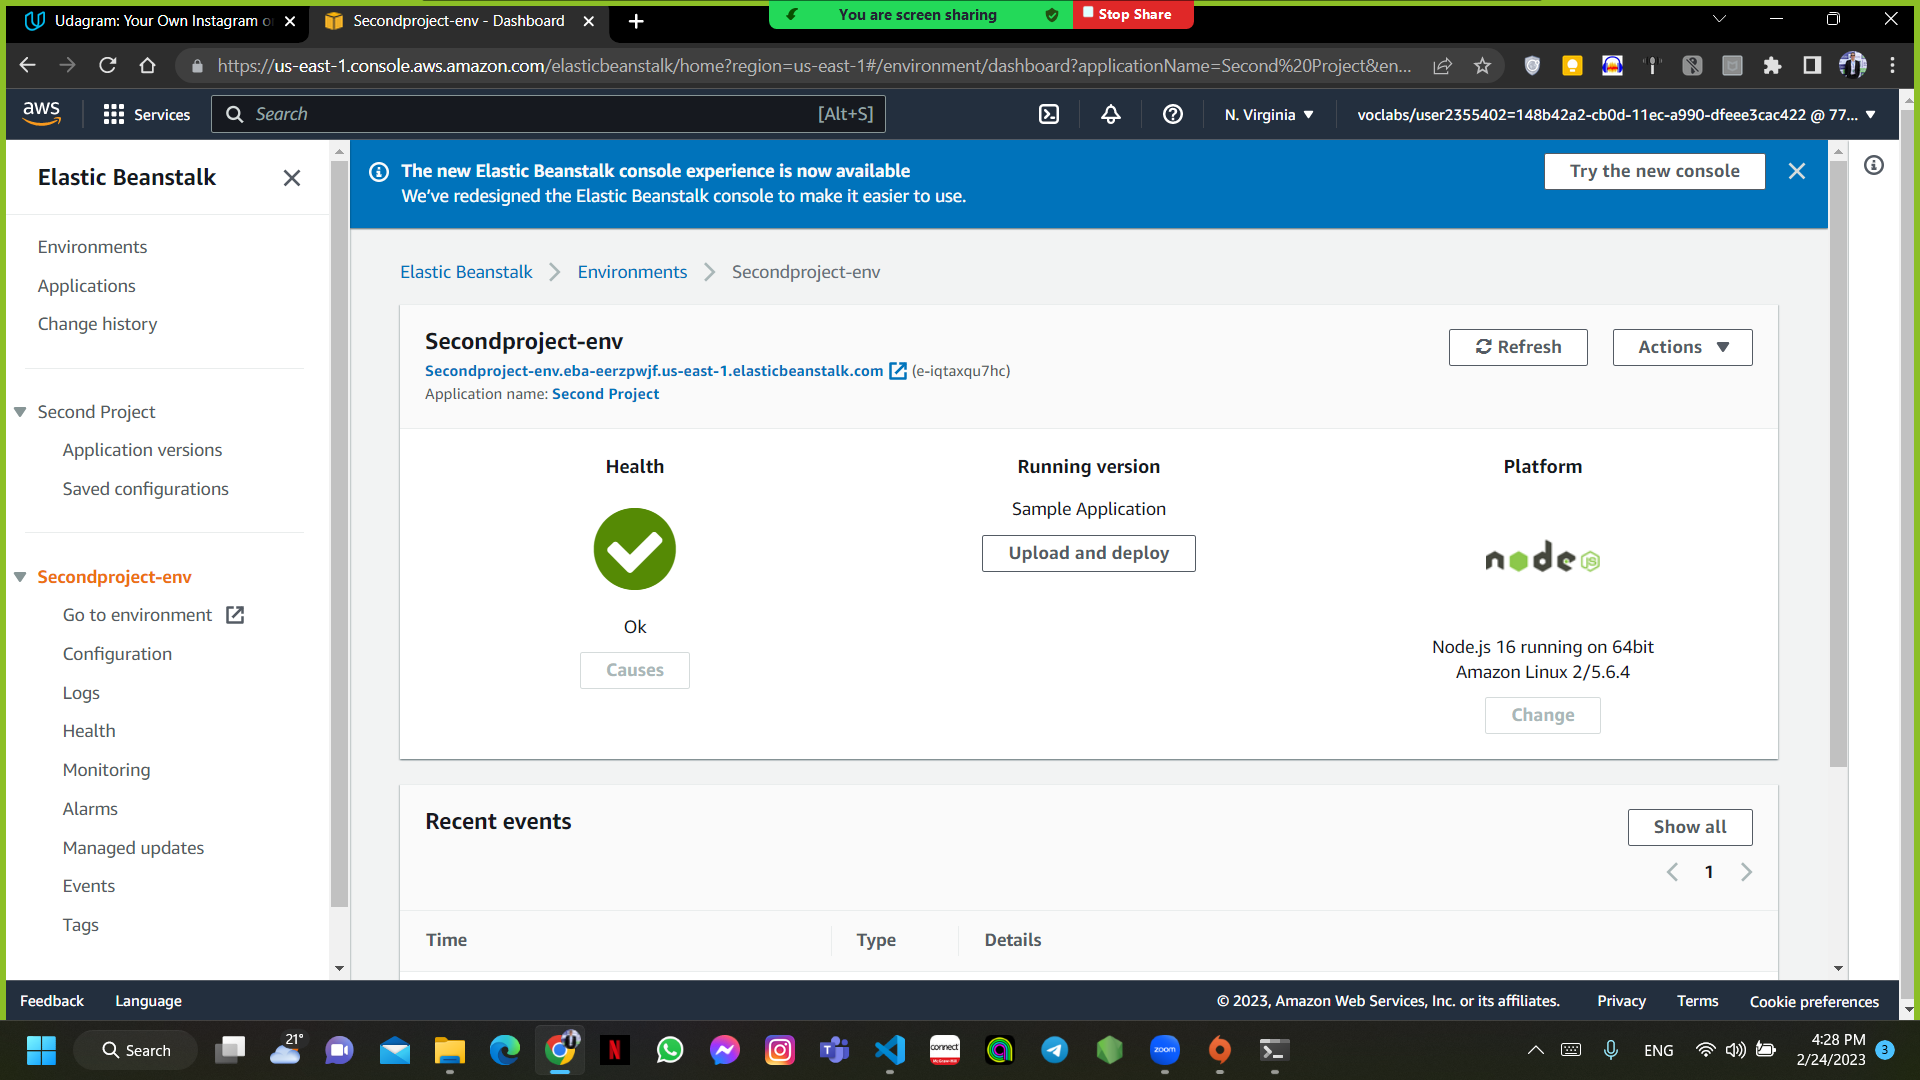 Udagram: Your Own Instagram o
Secondproject-env - Dashboard
You are screen sharing
Stop Share
https://us-east-1.console.aws.amazon.com/elasticbeanstalk/home?region=us-east-1#/environment/dashboard?applicationName=Second%20Project&en...
aws
Services
Search
[Alt+S]
N. Virginia
voclabs/user2355402=148b42a2-cb0d-11ec-a990-dfeee3cac422 @ 77...
Elastic Beanstalk
Environments
Applications
Change history
Second Project
Application versions
Saved configurations
Secondproject-env
Go to environment
Configuration
Logs
Health
Monitoring
Alarms
Managed updates
Events
Tags
The new Elastic Beanstalk console experience is now available
We've redesigned the Elastic Beanstalk console to make it easier to use.
Try the new console
Elastic Beanstalk
Environments
Secondproject-env
Secondproject-env
Secondproject-env.eba-eerzpwjf.us-east-1.elasticbeanstalk.com (e-iqtaxqu7hc)
Application name: Second Project
Refresh
Actions
Health
Ok
Causes
Running version
Sample Application
Upload and deploy
Platform
node JS
Node.js 16 running on 64bit
Amazon Linux 2/5.6.4
Change
Recent events
Show all
1
Time
Type
Details
Feedback
Language
© 2023, Amazon Web Services, Inc. or its affiliates.
Privacy
Terms
Cookie preferences
Search
21°
N
connect
zoom
ENG
4:28 PM
2/24/2023
3